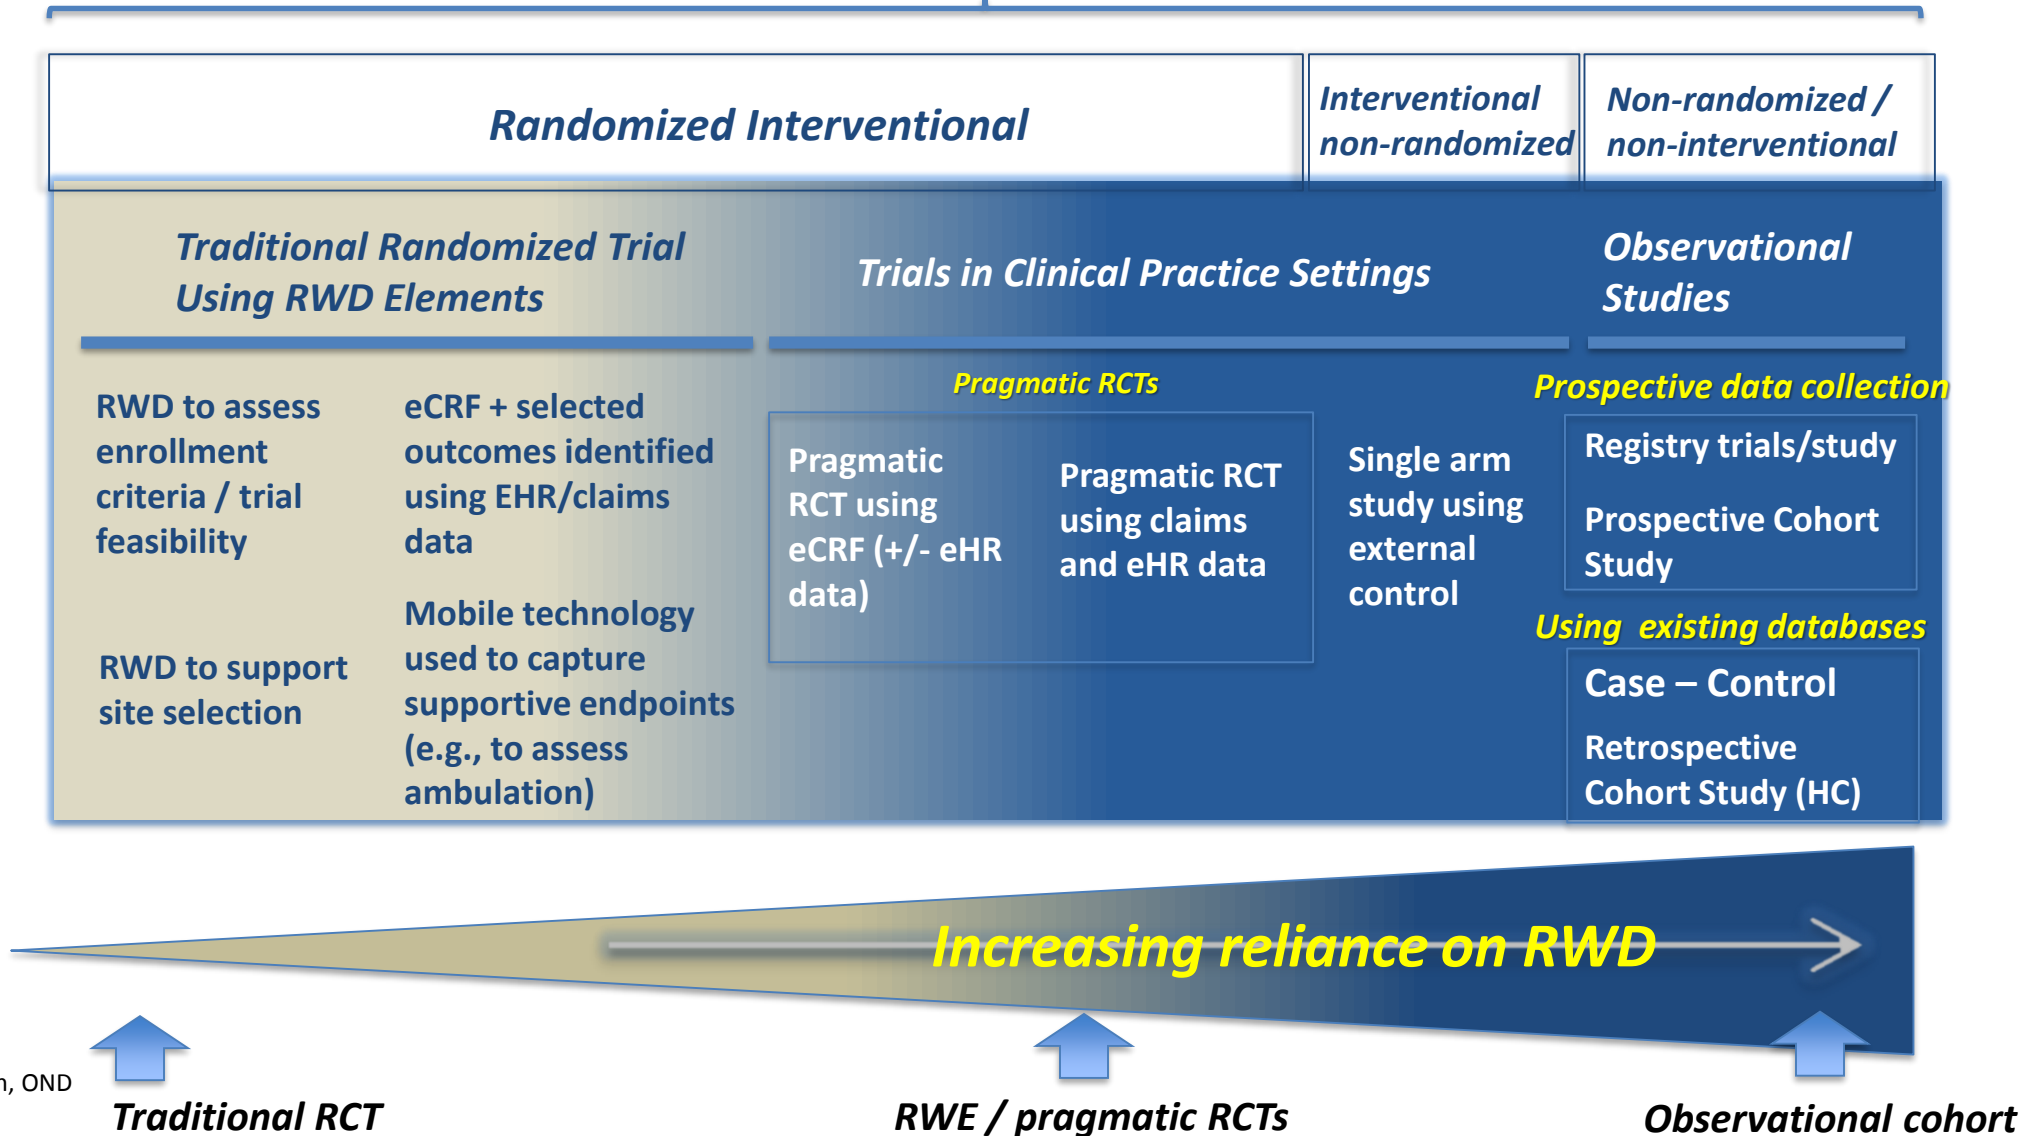 Randomized Interventional
Interventional
non-randomized
Non-randomized /
non-interventional
Traditional Randomized Trial
Using RWD Elements
Trials in Clinical Practice Settings
Observational
Studies
RWD to assess
enrollment
criteria / trial
feasibility
RWD to support
site selection
eCRF + selected
outcomes identified
using EHR/claims
data
Mobile technology
used to capture
supportive endpoints
(e.g., to assess
ambulation)
Pragmatic RCTs
Pragmatic
RCT using
eCRF (+/- eHR
data)
Pragmatic RCT
using claims
and eHR data
Single arm
study using
external
control
Prospective data collection
Registry trials/study
Prospective Cohort
Study
Using existing databases
Case – Control
Retrospective
Cohort Study (HC)
Increasing reliance on RWD
, OND
Traditional RCT
RWE / pragmatic RCTs
Observational cohort